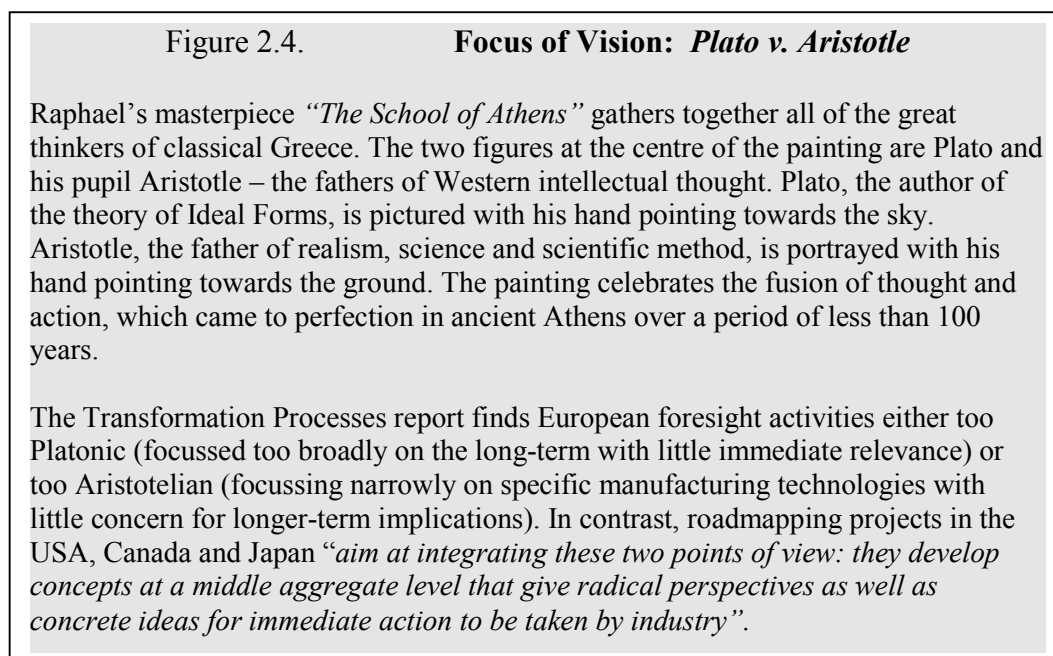 Figure 2.4. Focus of Vision: Plato v. Aristotle
Raphael’s masterpiece “The School of Athens” gathers together all of the great
thinkers of classical Greece. The two figures at the centre of the painting are Plato and
his pupil Aristotle – the fathers of Western intellectual thought. Plato, the author of
the theory of Ideal Forms, is pictured with his hand pointing towards the sky.
Aristotle, the father of realism, science and scientific method, is portrayed with his
hand pointing towards the ground. The painting celebrates the fusion of thought and
action, which came to perfection in ancient Athens over a period of less than 100
years.
The Transformation Processes report finds European foresight activities either too
Platonic (focussed too broadly on the long-term with little immediate relevance) or
too Aristotelian (focussing narrowly on specific manufacturing technologies with
little concern for longer-term implications). In contrast, roadmapping projects in the
USA, Canada and Japan “aim at integrating these two points of view: they develop
concepts at a middle aggregate level that give radical perspectives as well as
concrete ideas for immediate action to be taken by industry”.